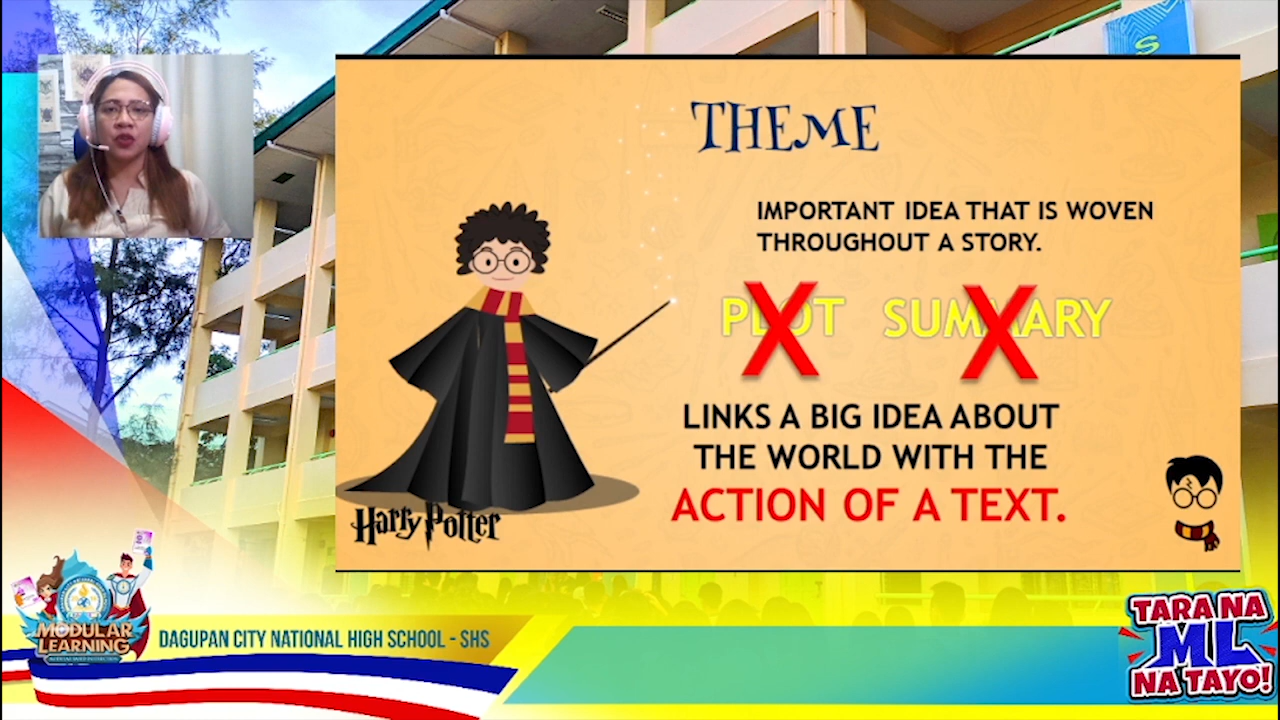 THEME
IMPORTANT IDEA THAT IS WOVEN
THROUGHOUT A STORY.
PLOT SUMMARY
LINKS A BIG IDEA ABOUT
THE WORLD WITH THE
ACTION OF A TEXT.
Harry Potter
MODULAR
LEARNING
DAGUPAN CITY NATIONAL HIGH SCHOOL - SHS
TARA NA
ML
NA TAYO!